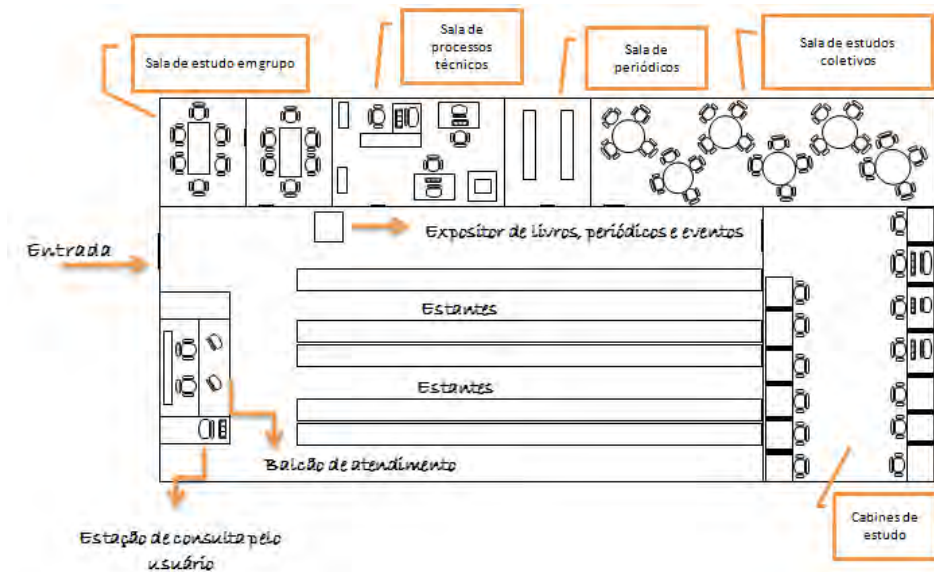 Sala de estudo em grupo
Sala de
processos
técnicos
Sala de
periódicos
Sala de estudos
coletivos
Entrada
Expositor de livros, periódicos e eventos
Estantes
Estantes
Balcão de atendimento
Estação de consulta pelo
usuário
Cabines de
estudo